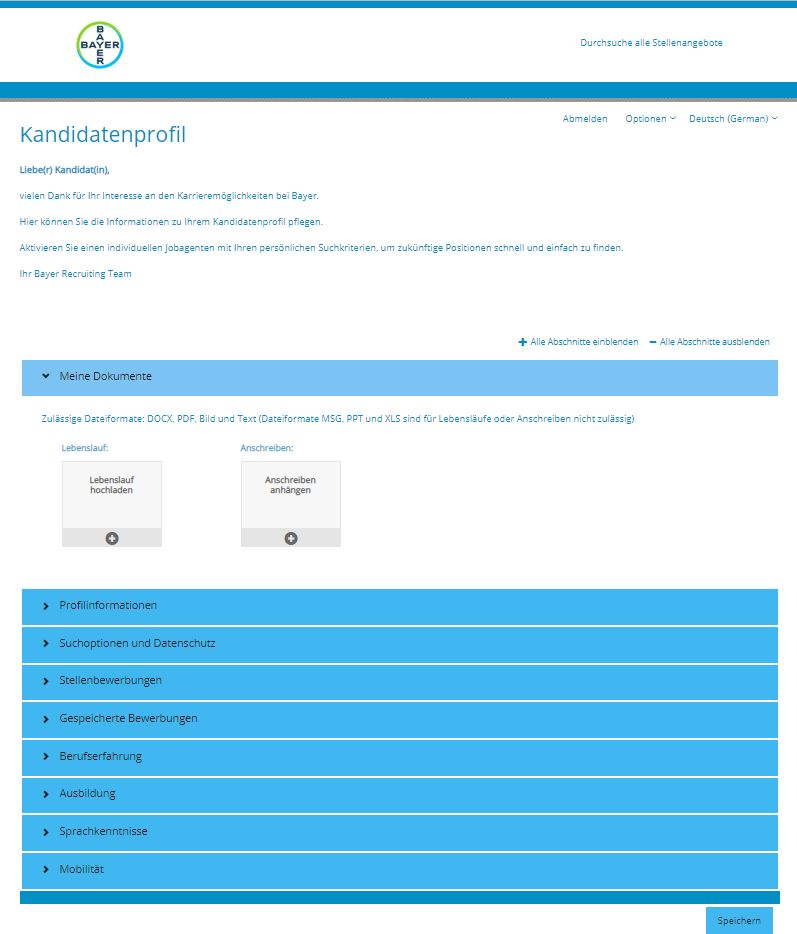 BAYER
BAYER
Durchsuche alle Stellenangebote
Abmelden Optionen Deutsch (German)
Kandidatenprofil
Liebe(r) Kandidat(in),
vielen Dank für Ihr Interesse an den Karrieremöglichkeiten bei Bayer.
Hier können Sie die Informationen zu Ihrem Kandidatenprofil pflegen.
Aktivieren Sie einen individuellen Jobagenten mit Ihren persönlichen Suchkriterien, um zukünftige Positionen schnell und einfach zu finden.
Ihr Bayer Recruiting Team
Alle Abschnitte einblenden Alle Abschnitte ausblenden
Meine Dokumente
Zulässige Dateiformate: DOCX, PDF, Bild und Text (Dateiformate MSG, PPT und XLS sind für Lebensläufe oder Anschreiben nicht zulässig)
Lebenslauf: Anschreiben:
Lebenslauf Anschreiben
hochladen anhängen
Profilinformationen
Suchoptionen und Datenschutz
Stellenbewerbungen
Gespeicherte Bewerbungen
Berufserfahrung
Ausbildung
Sprachkenntnisse
Mobilität
Speichern